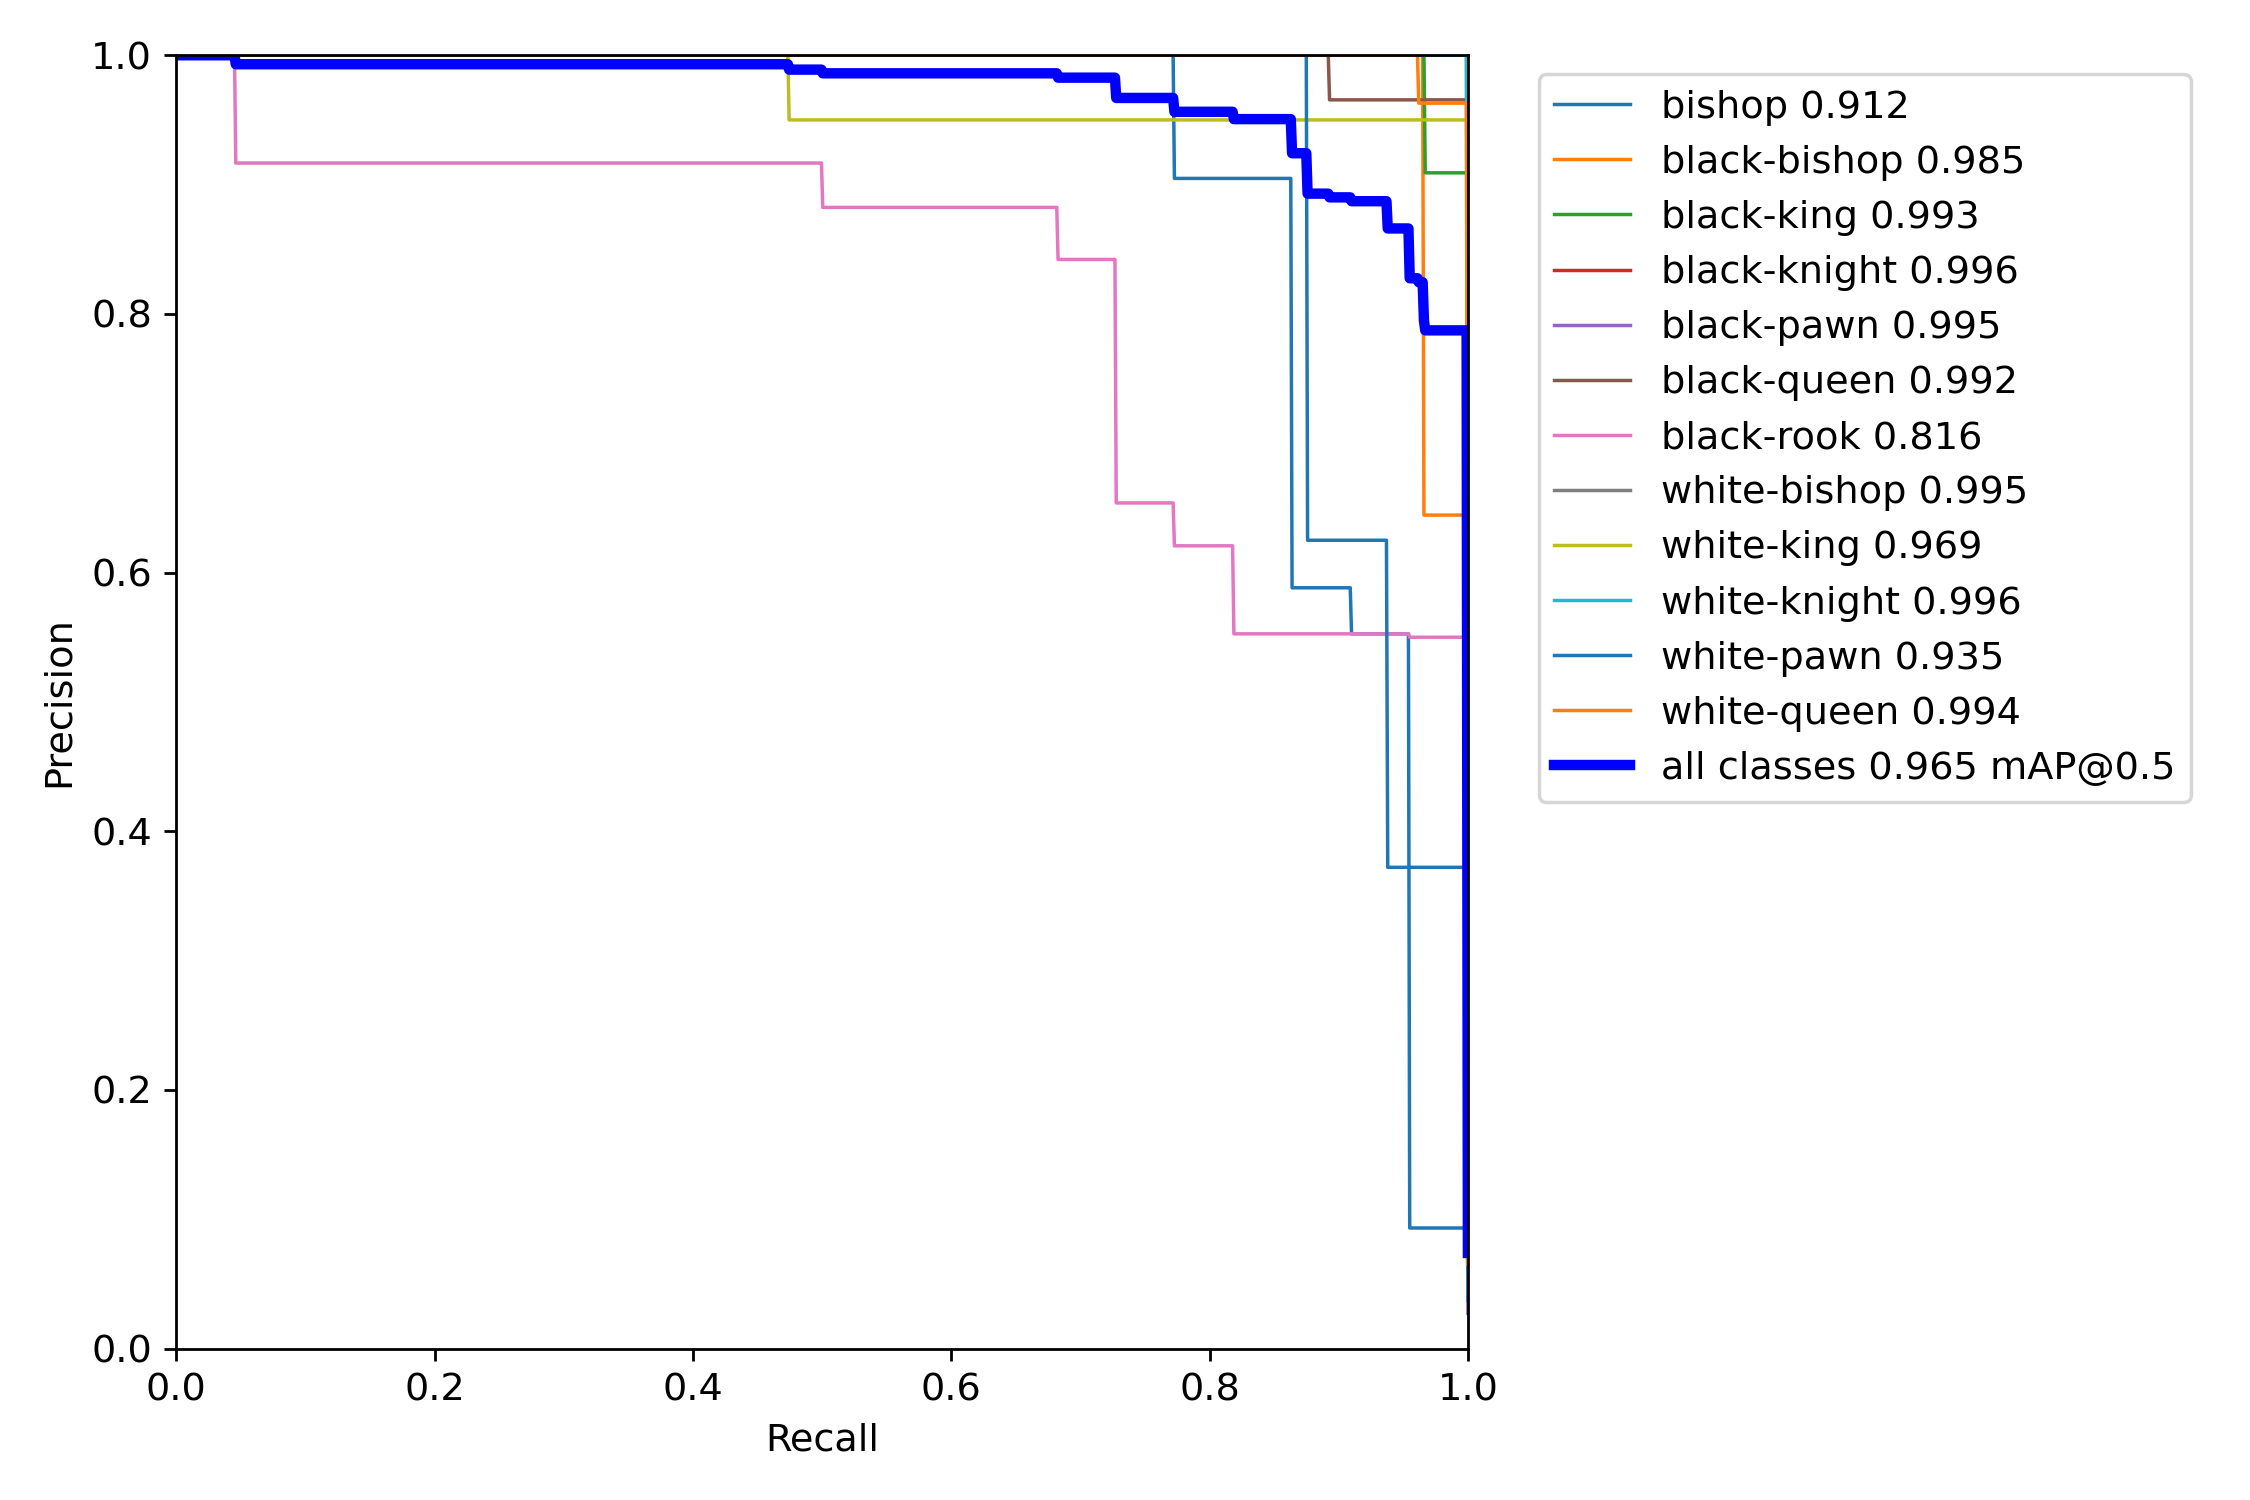 1.0
0.8
0.6
0.4
0.2
0.0
0.0 0.2 0.4 0.6 0.8 1.0
Precision
Recall
bishop 0.912
black-bishop 0.985
black-king 0.993
black-knight 0.996
black-pawn 0.995
black-queen 0.992
black-rook 0.816
white-bishop 0.995
white-king 0.969
white-knight 0.996
white-pawn 0.935
white-queen 0.994
all classes 0.965 mAP@0.5